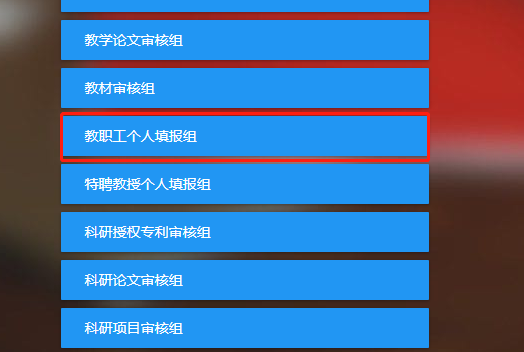 教学论文审核组
教材审核组
教职工个人填报组
特聘教授个人填报组
科研授权专利审核组
科研论文审核组
科研项目审核组